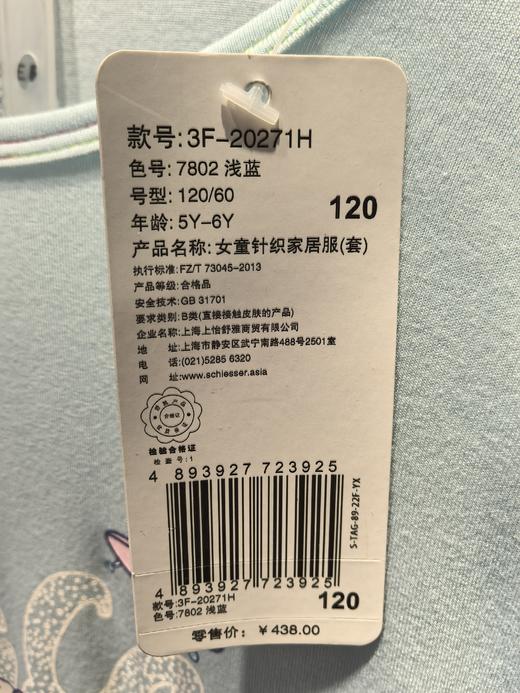 款号: 3F-20271H
色号: 7802 浅蓝
号型: 120/60
120
年龄: 5Y-6Y
产品名称: 女童针织家居服(套)
执行标准: FZ/T 73045-2013
产品等级: 合格品
安全技术: GB 31701
要求类别: B类(直接接触皮肤的产品)
企业名称: 上海上怡舒雅商贸有限公司
地 址: 上海市静安区武宁南路488号2501室
电 话: (021)5285 6320
网 址: www.schiesser.asia
合格证
检验合格证
检查号: 1
4 893927 723925
S-TAG-89-22F-YX
4 893927 723925
款号: 3F-20271H
色号: 7802 浅蓝
120
零售价: ￥438.00